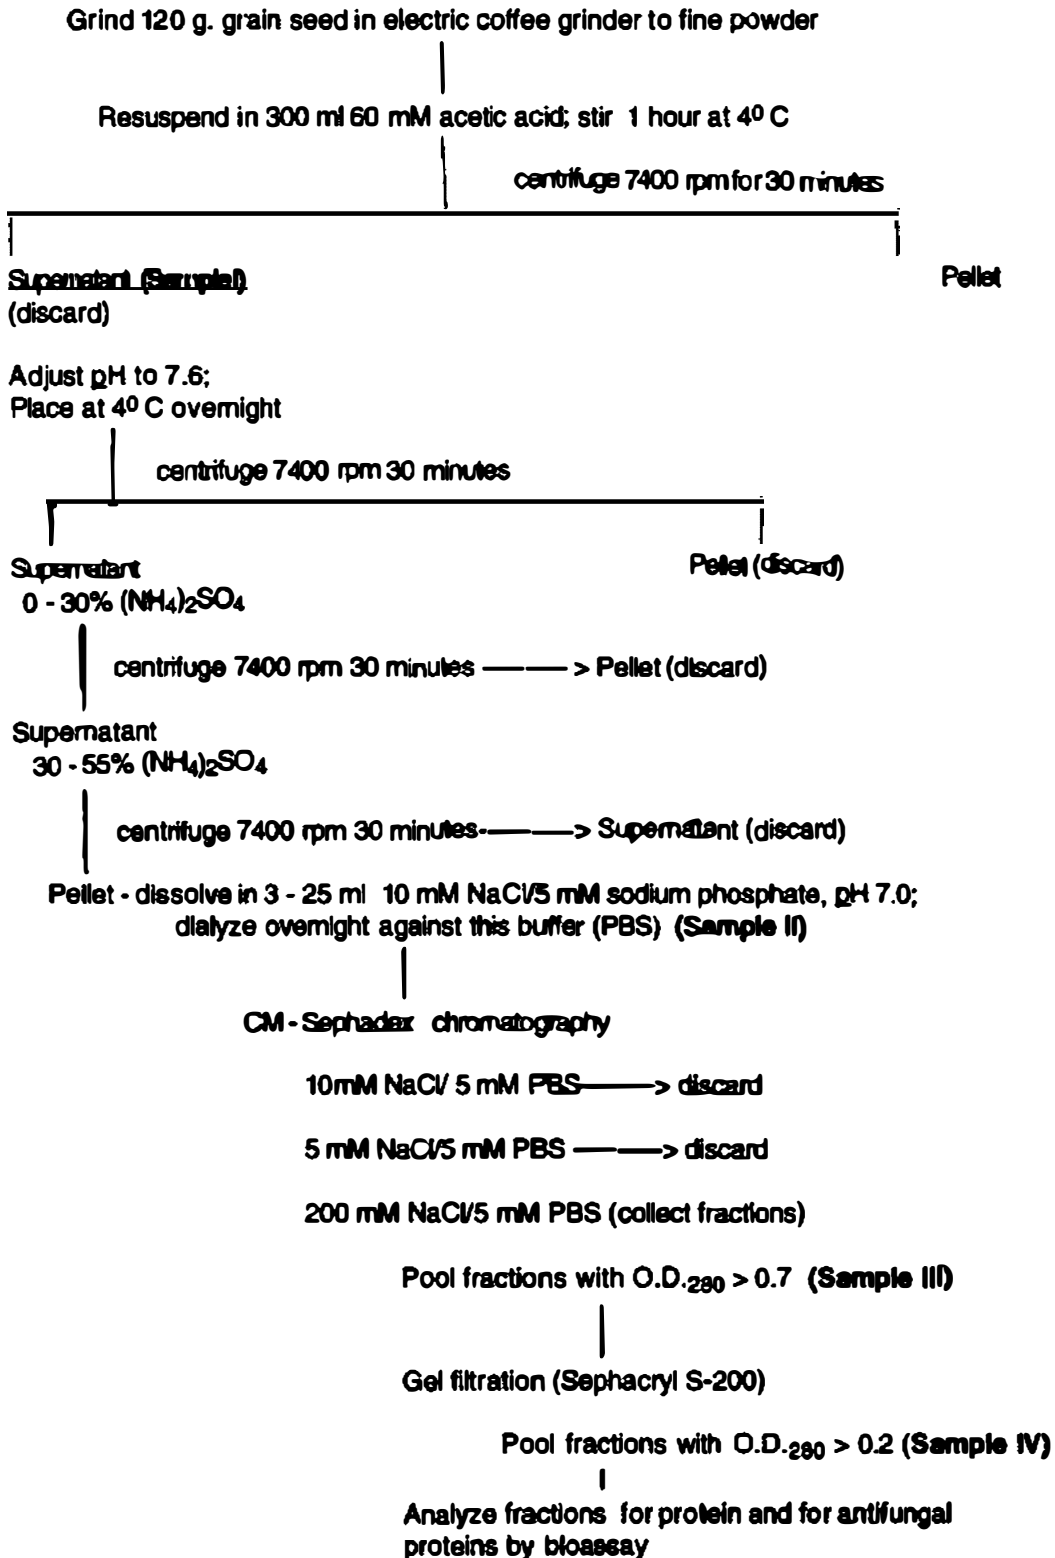 Grind 120 g. grain seed in electric coffee grinder to fine powder
Resuspend in 300 ml 60 mM acetic acid; stir 1 hour at 4⁰ C
centrifuge 7400 rpm for 30 minutes
Supernatant (Sample I)
Pellet
(discard)
Adjust pH to 7.6;
Place at 4⁰ C overnight
centrifuge 7400 rpm 30 minutes
Supernatant
Pellet (discard)
0 - 30% (NH₄)₂SO₄
centrifuge 7400 rpm 30 minutes ——— > Pellet (discard)
Supernatant
30 - 55% (NH₄)₂SO₄
centrifuge 7400 rpm 30 minutes- ———> Supernatant (discard)
Pellet - dissolve in 3 - 25 ml 10 mM NaCl/5 mM sodium phosphate, pH 7.0;
dialyze overnight against this buffer (PBS) (Sample II)
CM - Sephadex chromatography
10mM NaCl/ 5 mM PBS———> discard
5 mM NaCl/5 mM PBS ———> discard
200 mM NaCl/5 mM PBS (collect fractions)
Pool fractions with O.D.₂₈₀ > 0.7 (Sample III)
Gel filtration (Sephacryl S-200)
Pool fractions with O.D.₂₈₀ > 0.2 (Sample IV)
Analyze fractions for protein and for antifungal
proteins by bioassay